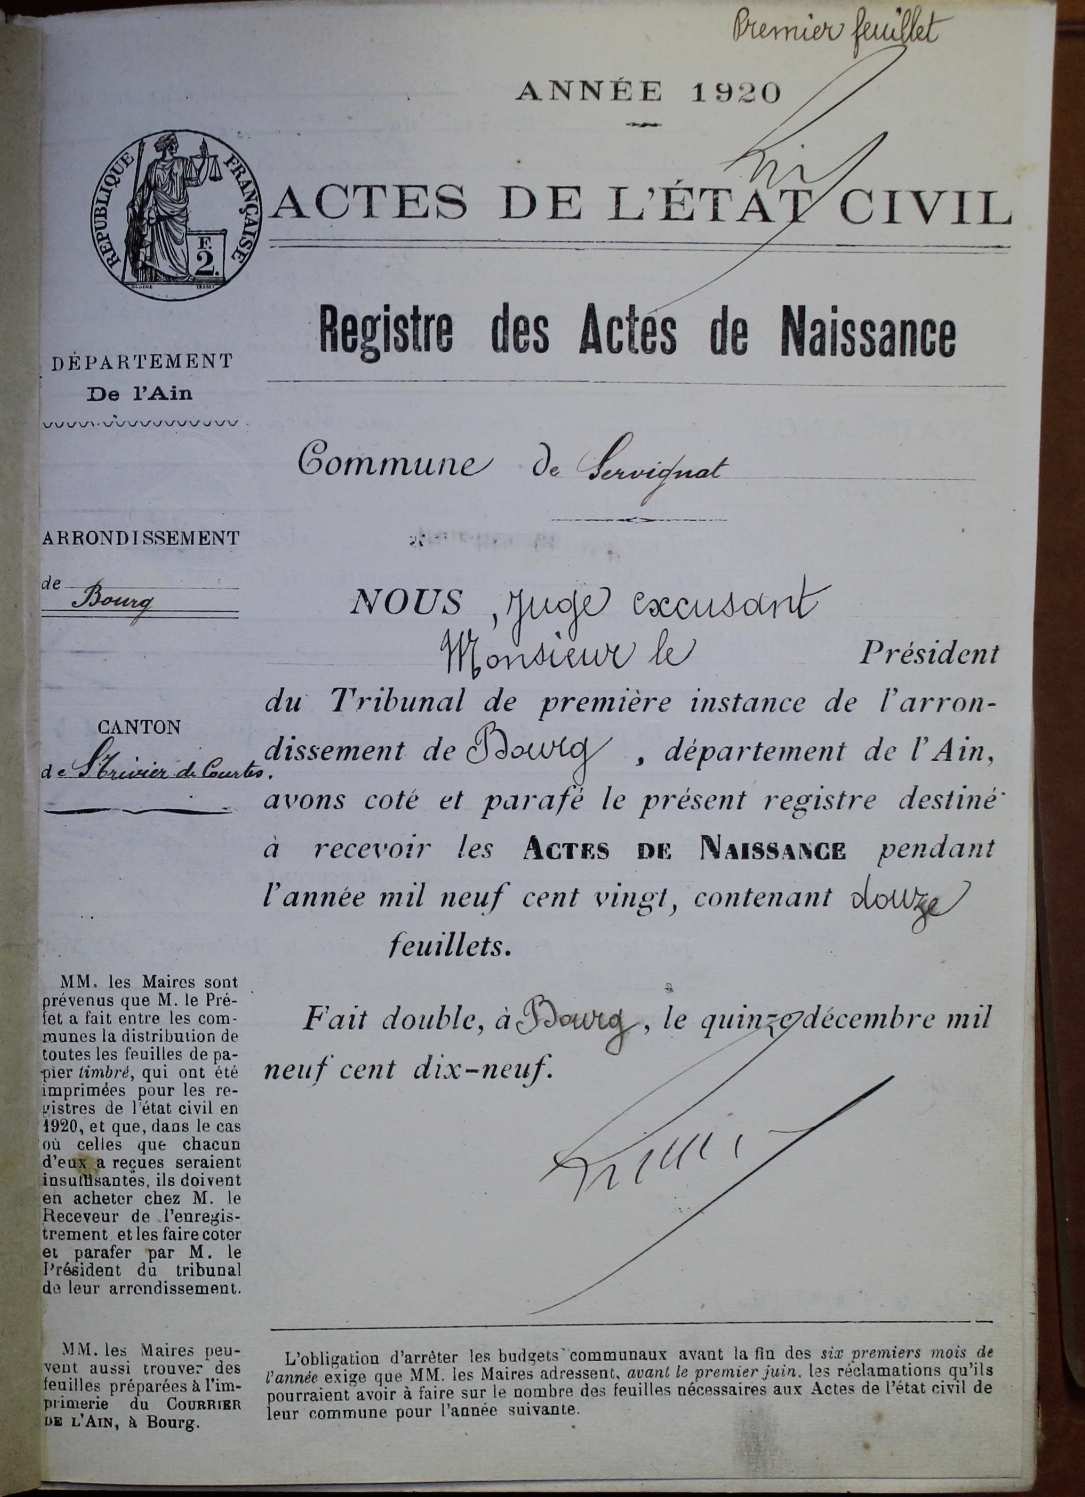 Premier feuillet
ANNÉE 1920
ACTES DE L'ÉTAT CIVIL
RÉPUBLIQUE FRANÇAISE
F.
2.
Registre des Actes de Naissance
DÉPARTEMENT
De l'Ain
Commune de Servignat
ARRONDISSEMENT
de Bourg
CANTON
de St Trivier de Courtes.
NOUS, Juge excusant
Monsieur le Président
du Tribunal de première instance de l'arron-
dissement de Bourg, département de l'Ain,
avons coté et parafé le présent registre destiné
à recevoir les ACTES DE NAISSANCE pendant
l'année mil neuf cent vingt, contenant douze
feuillets.
Fait double, à Bourg, le quinze décembre mil
neuf cent dix-neuf.
MM. les Maires sont
prévenus que M. le Pré-
fet a fait entre les com-
munes la distribution de
toutes les feuilles de pa-
pier timbré, qui ont été
imprimées pour les re-
gistres de l'état civil en
1920, et que, dans le cas
où celles que chacun
d'eux a reçues seraient
insuffisantes, ils doivent
en acheter chez M. le
Receveur de l'enregis-
trement et les faire coter
et parafer par M. le
Président du tribunal
de leur arrondissement.
MM. les Maires peu-
vent aussi trouver des
feuilles préparées à l'im-
primerie du COURRIER
DE L'AIN, à Bourg.
L'obligation d'arrêter les budgets communaux avant la fin des six premiers mois de
l'année exige que MM. les Maires adressent, avant le premier juin, les réclamations qu'ils
pourraient avoir à faire sur le nombre des feuilles nécessaires aux Actes de l'état civil de
leur commune pour l'année suivante.